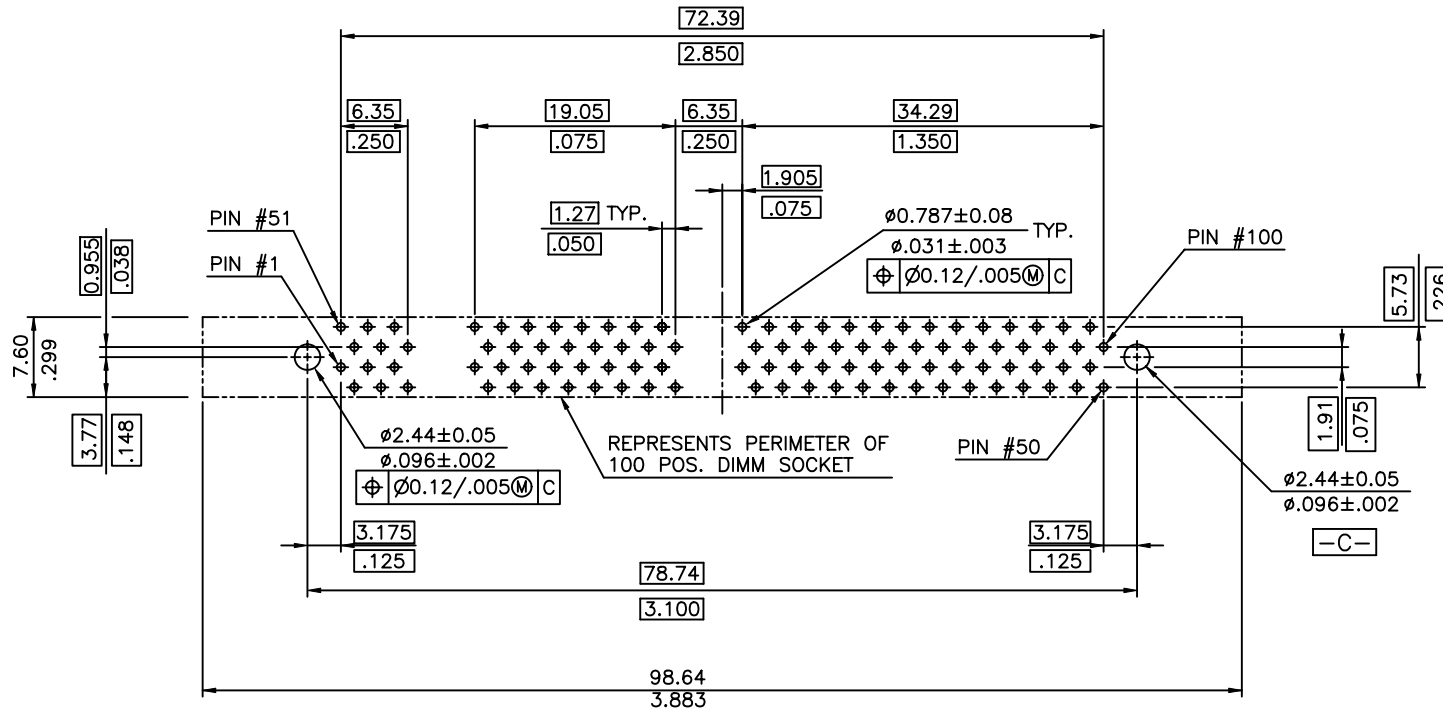 72.39
2.850
6.35
.250
19.05
.075
6.35
.250
34.29
1.350
1.905
.075
PIN #51
1.27 TYP.
.050
ø0.787±0.08
ø.031±.003
TYP.
Ø0.12/.005Ⓜ C
PIN #1
PIN #100
0.955
.038
5.73
.226
7.60
.299
3.77
.148
1.91
.075
ø2.44±0.05
ø.096±.002
Ø0.12/.005Ⓜ C
REPRESENTS PERIMETER OF
100 POS. DIMM SOCKET
PIN #50
ø2.44±0.05
ø.096±.002
-C-
3.175
.125
3.175
.125
78.74
3.100
98.64
3.883